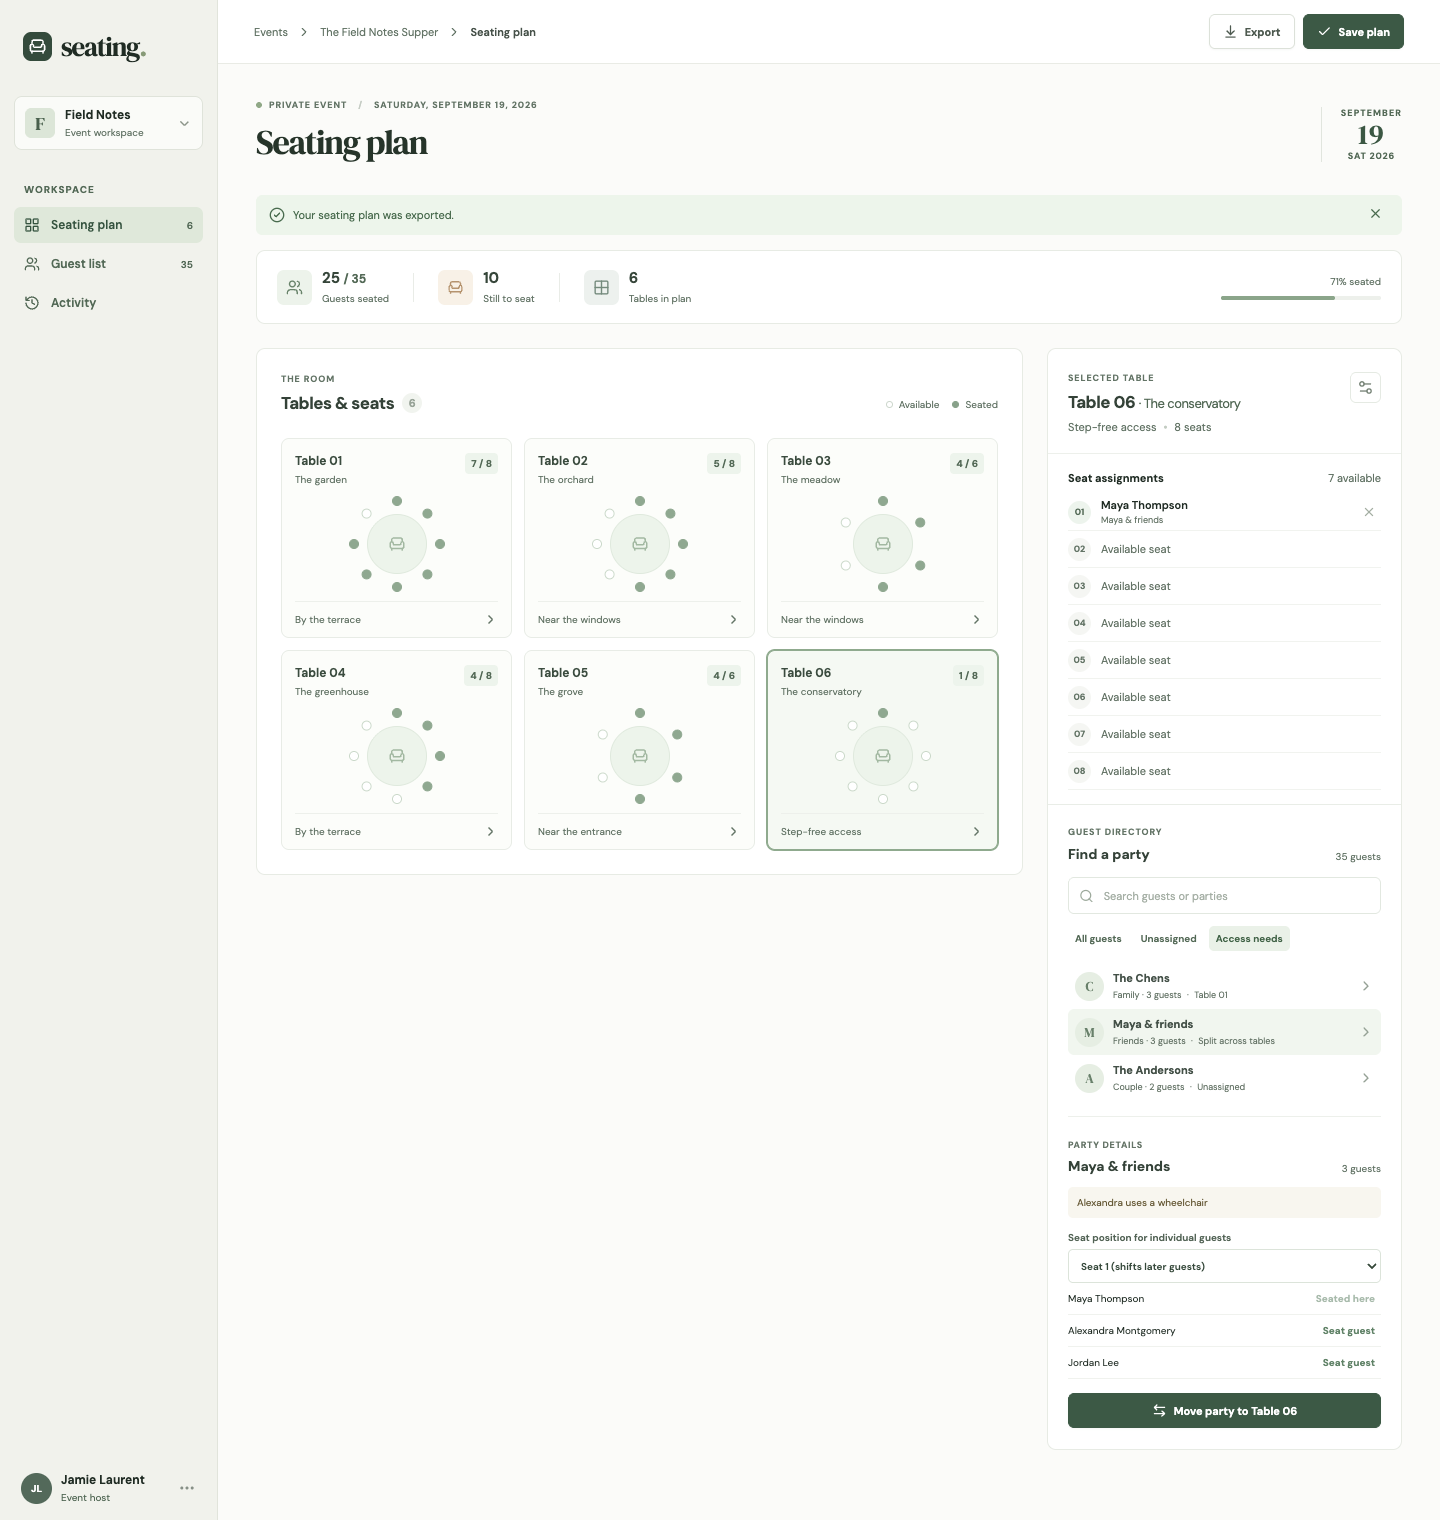 seating.
F
Field Notes
Event workspace
WORKSPACE
Seating plan 6
Guest list 35
Activity
JL
Jamie Laurent
Event host
Events > The Field Notes Supper > Seating plan
Export
Save plan
PRIVATE EVENT / SATURDAY, SEPTEMBER 19, 2026
Seating plan
SEPTEMBER
19
SAT 2026
Your seating plan was exported.
25 / 35
Guests seated
10
Still to seat
6
Tables in plan
71% seated
THE ROOM
Tables & seats 6
Available Seated
Table 01 7 / 8
The garden
By the terrace
Table 02 5 / 8
The orchard
Near the windows
Table 03 4 / 6
The meadow
Near the windows
Table 04 4 / 8
The greenhouse
By the terrace
Table 05 4 / 6
The grove
Near the entrance
Table 06 1 / 8
The conservatory
Step-free access
SELECTED TABLE
Table 06 · The conservatory
Step-free access • 8 seats
Seat assignments 7 available
01 Maya Thompson
Maya & friends
02 Available seat
03 Available seat
04 Available seat
05 Available seat
06 Available seat
07 Available seat
08 Available seat
GUEST DIRECTORY
Find a party 35 guests
Search guests or parties
All guests Unassigned Access needs
C
The Chens
Family · 3 guests · Table 01
M
Maya & friends
Friends · 3 guests · Split across tables
A
The Andersons
Couple · 2 guests · Unassigned
PARTY DETAILS
Maya & friends 3 guests
Alexandra uses a wheelchair
Seat position for individual guests
Seat 1 (shifts later guests)
Maya Thompson Seated here
Alexandra Montgomery Seat guest
Jordan Lee Seat guest
Move party to Table 06